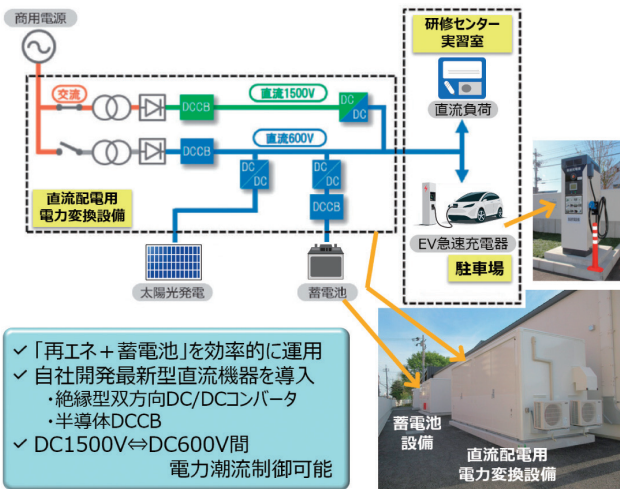 商用電源
交流
DCCB
直流1500V
DC
DC
DCCB
直流600V
DC
DC
DC
DC
DCCB
直流配電用
電力変換設備
太陽光発電
蓄電池
研修センター
実習室
直流負荷
EV急速充電器
駐車場
✓「再エネ+蓄電池」を効率的に運用
✓ 自社開発最新型直流機器を導入
・絶縁型双方向DC/DCコンバータ
・半導体DCCB
✓ DC1500V⇔DC600V間
電力潮流制御可能
蓄電池
設備
直流配電用
電力変換設備